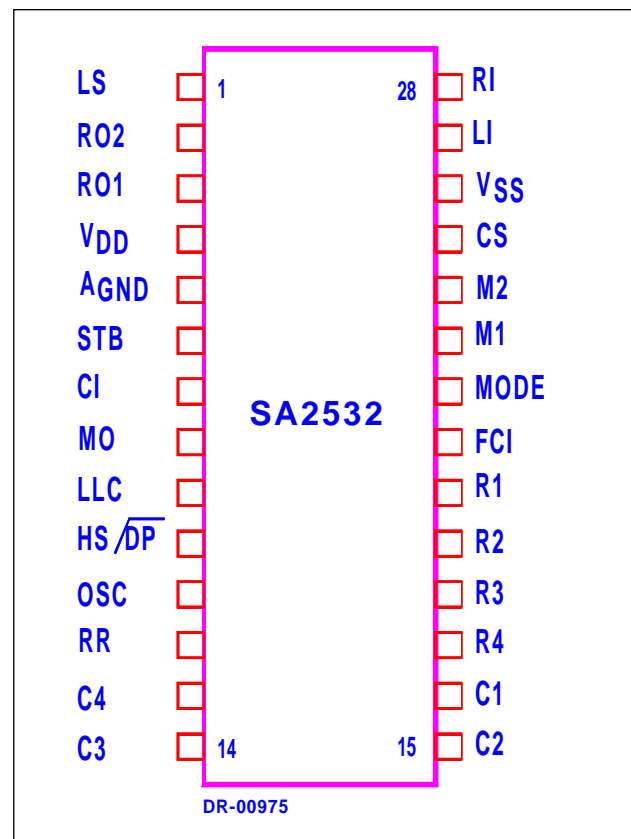 LS 1 28 RI
RO2 LI
RO1 VSS
VDD CS
AGND M2
STB M1
CI MODE
SA2532
MO FCI
LLC R1
HS/DP R2
OSC R3
RR R4
C4 C1
C3 14 15 C2
DR-00975